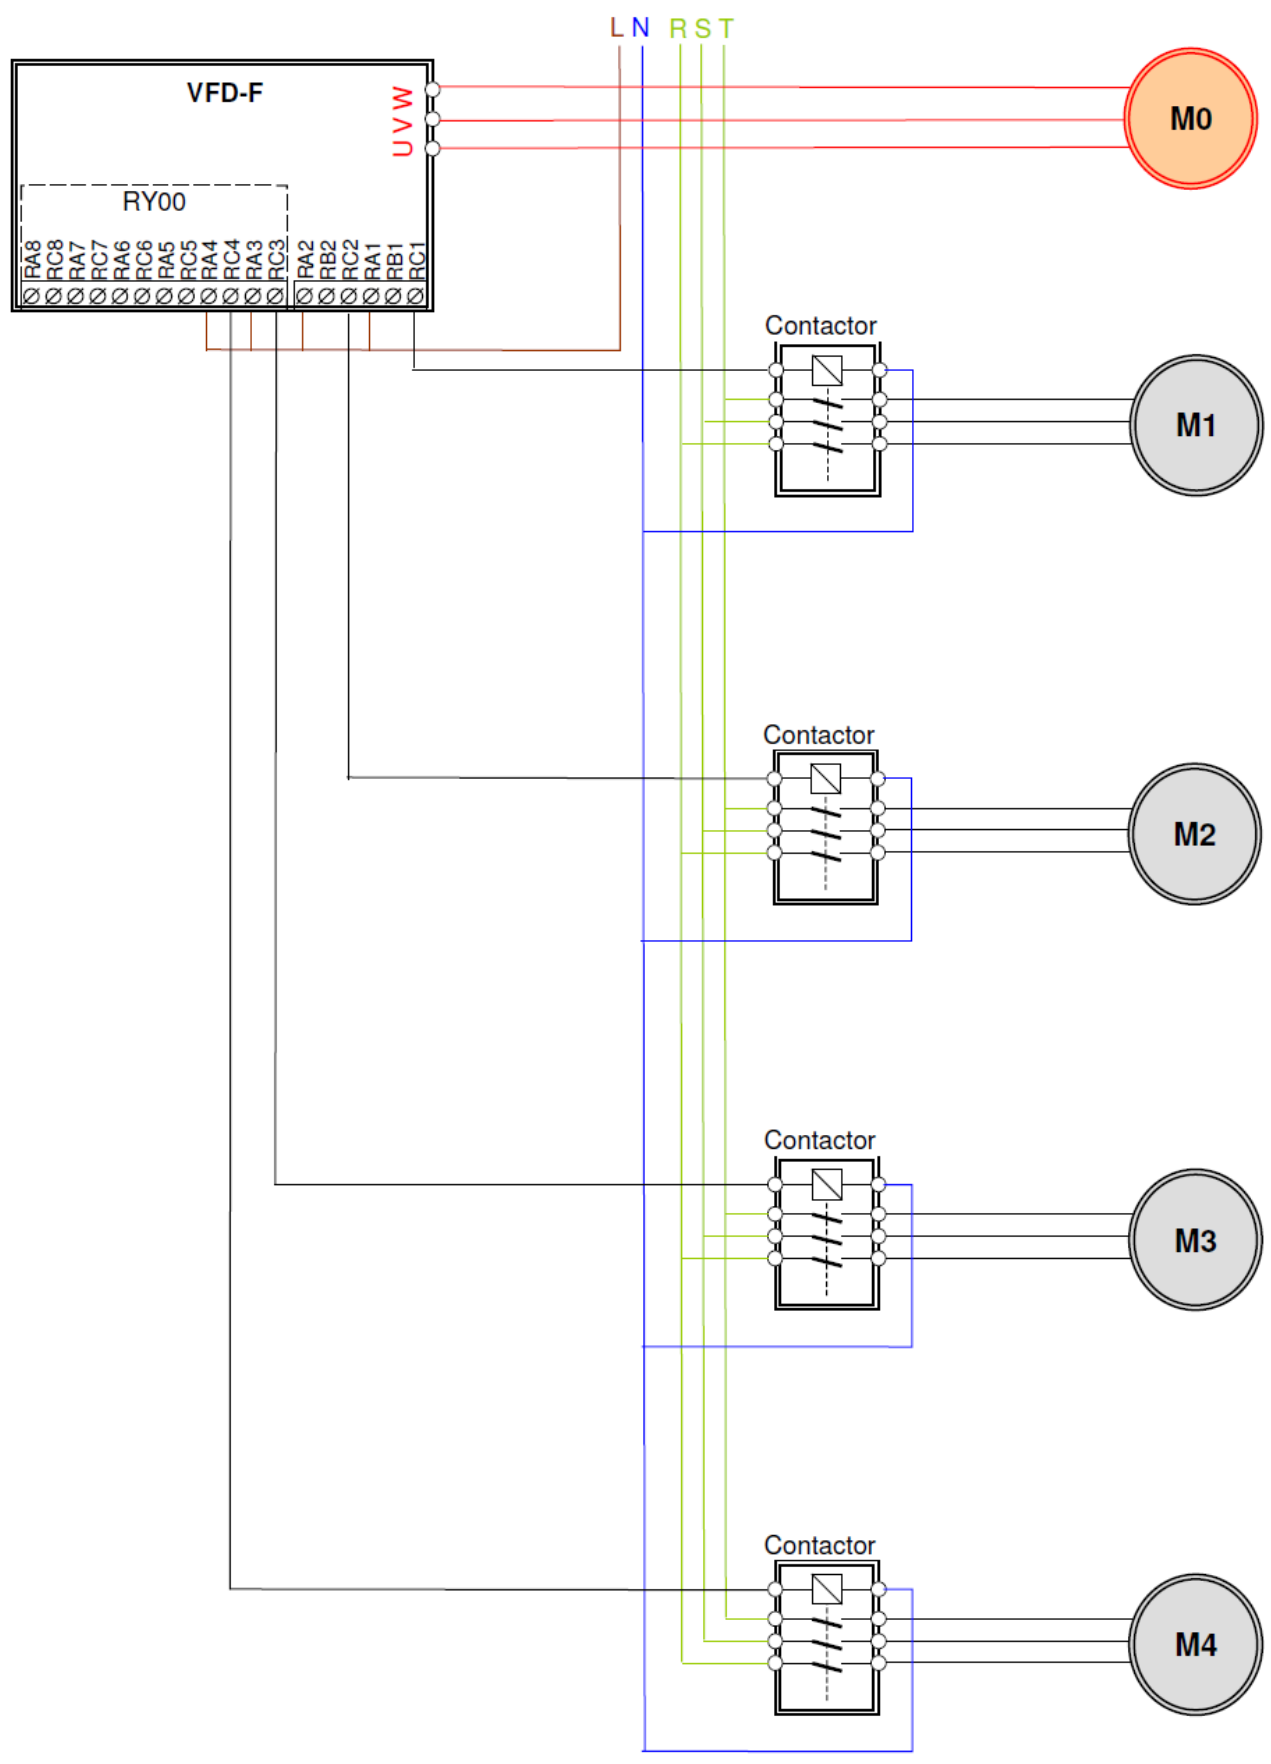 L N R S T
VFD-F
U V W
M0
RY00
RA8 RC8 RA7 RC7 RA6 RC6 RA5 RC5 RA4 RC4 RA3 RC3 RA2 RB2 RC2 RA1 RB1 RC1
Contactor
M1
Contactor
M2
Contactor
M3
Contactor
M4